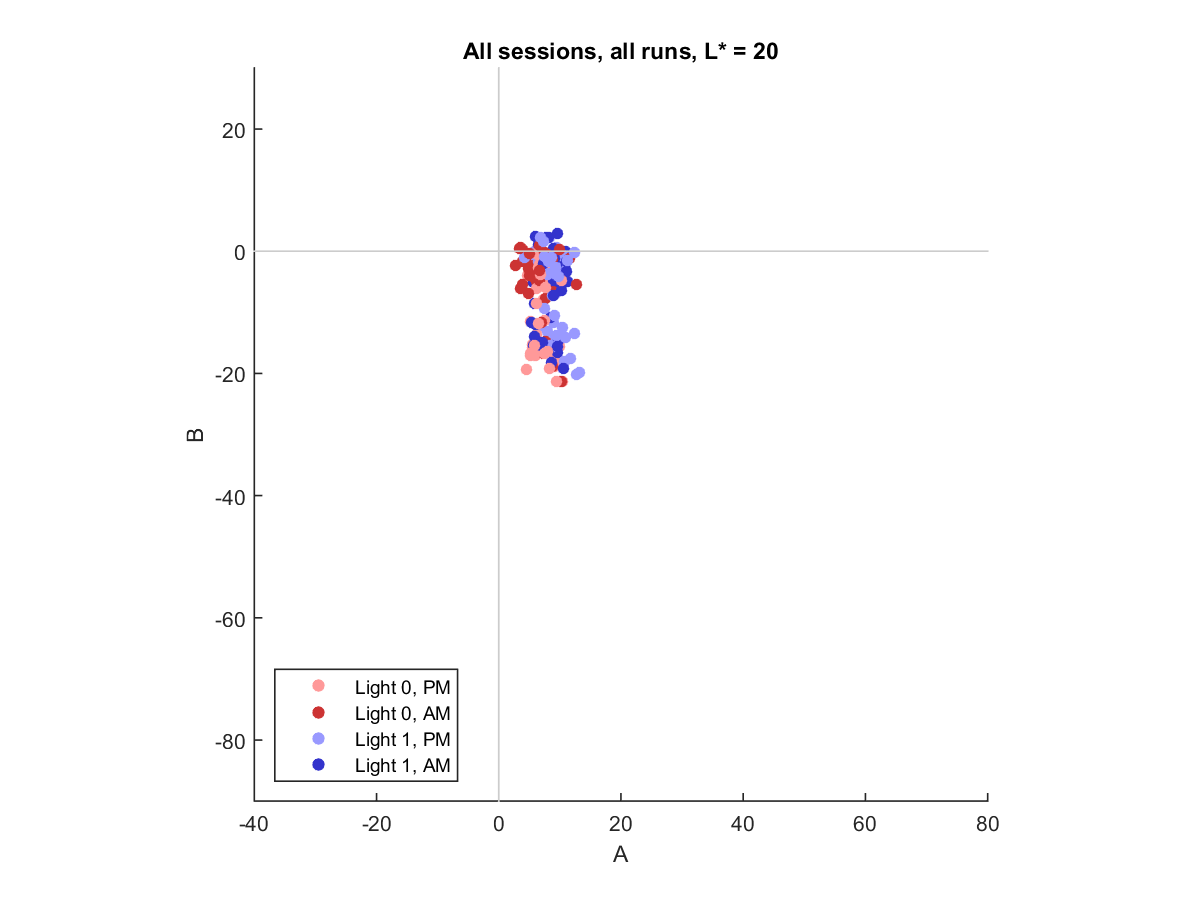 All sessions, all runs, L* = 20
20
0
-20
-40
-60
-80
B
Light 0, PM
Light 0, AM
Light 1, PM
Light 1, AM
-40 -20 0 20 40 60 80
A